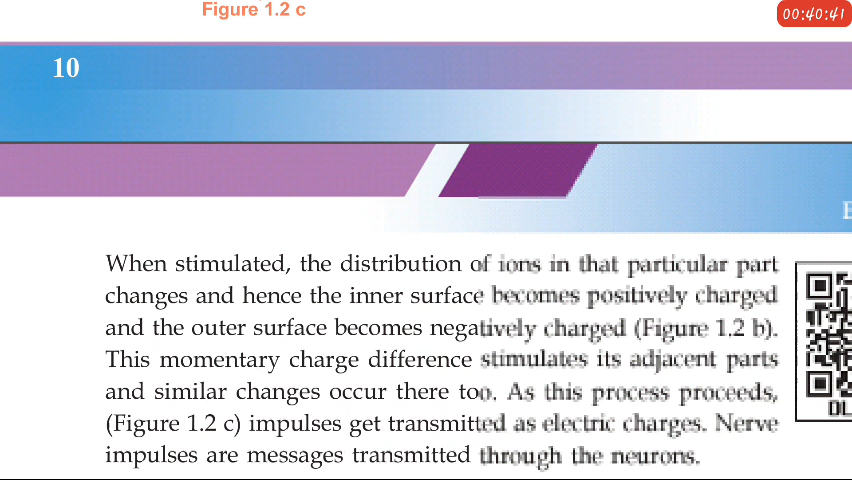 Figure 1.2 c
00:40:41
10
When stimulated, the distribution of ions in that particular part
changes and hence the inner surface becomes positively charged
and the outer surface becomes negatively charged (Figure 1.2 b).
This momentary charge difference stimulates its adjacent parts
and similar changes occur there too. As this process proceeds,
(Figure 1.2 c) impulses get transmitted as electric charges. Nerve
impulses are messages transmitted through the neurons.